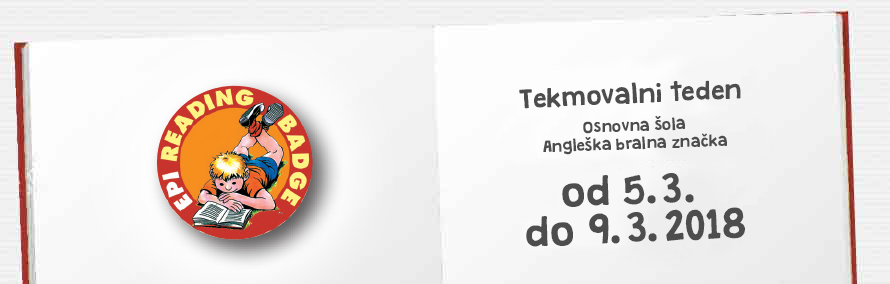 EPI READING BADGE
Tekmovalni teden
Osnovna šola
Angleška bralna značka
od 5. 3.
do 9. 3. 2018